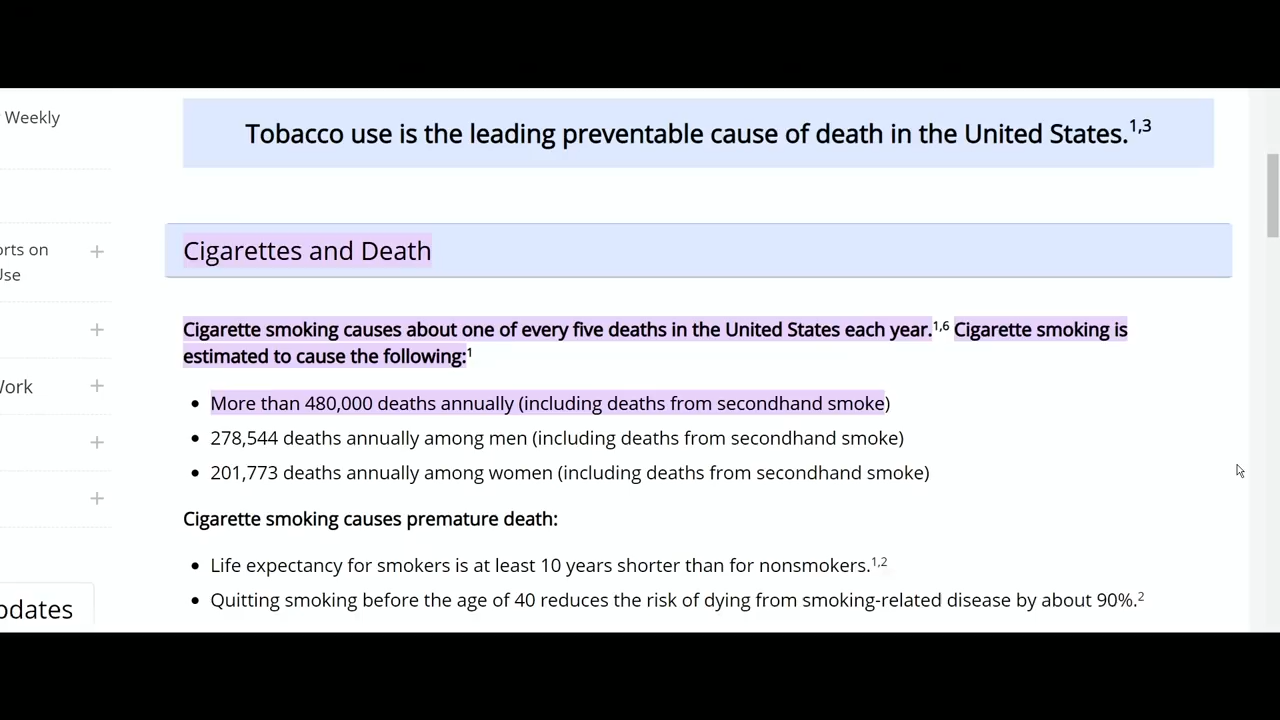 Weekly
Tobacco use is the leading preventable cause of death in the United States.1,3
orts on
Use
Cigarettes and Death
Cigarette smoking causes about one of every five deaths in the United States each year.1,6 Cigarette smoking is
estimated to cause the following:1
• More than 480,000 deaths annually (including deaths from secondhand smoke)
• 278,544 deaths annually among men (including deaths from secondhand smoke)
• 201,773 deaths annually among women (including deaths from secondhand smoke)
Work
Cigarette smoking causes premature death:
• Life expectancy for smokers is at least 10 years shorter than for nonsmokers.1,2
• Quitting smoking before the age of 40 reduces the risk of dying from smoking-related disease by about 90%.2
pdates